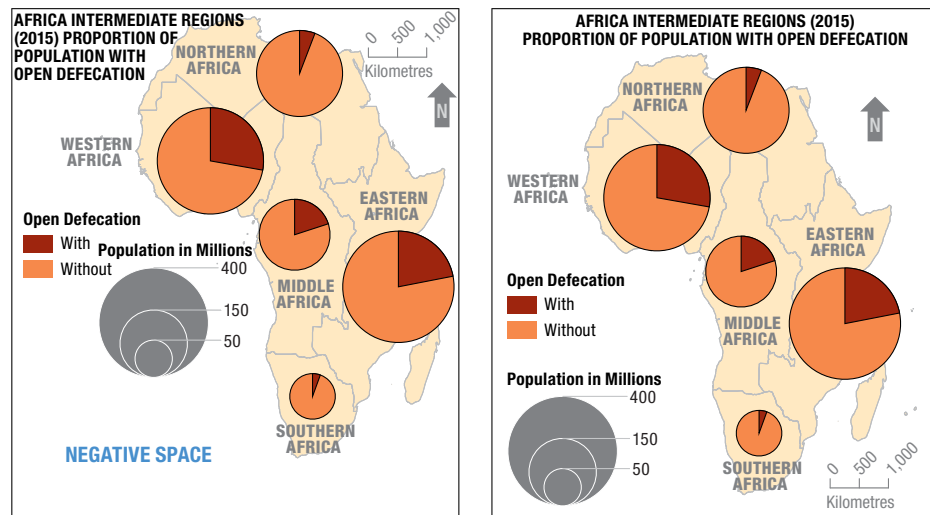 AFRICA INTERMEDIATE REGIONS
(2015) PROPORTION OF
POPULATION WITH
OPEN DEFECATION
0
500
1,000
Kilometres
N
NORTHERN
AFRICA
WESTERN
AFRICA
EASTERN
AFRICA
Open Defecation
With
Without
Population in Millions
400
150
50
MIDDLE
AFRICA
SOUTHERN
AFRICA
NEGATIVE SPACE
AFRICA INTERMEDIATE REGIONS (2015)
PROPORTION OF POPULATION WITH OPEN DEFECATION
NORTHERN
AFRICA
N
WESTERN
AFRICA
EASTERN
AFRICA
Open Defecation
With
Without
MIDDLE
AFRICA
Population in Millions
400
150
50
SOUTHERN
AFRICA
0
500
1,000
Kilometres